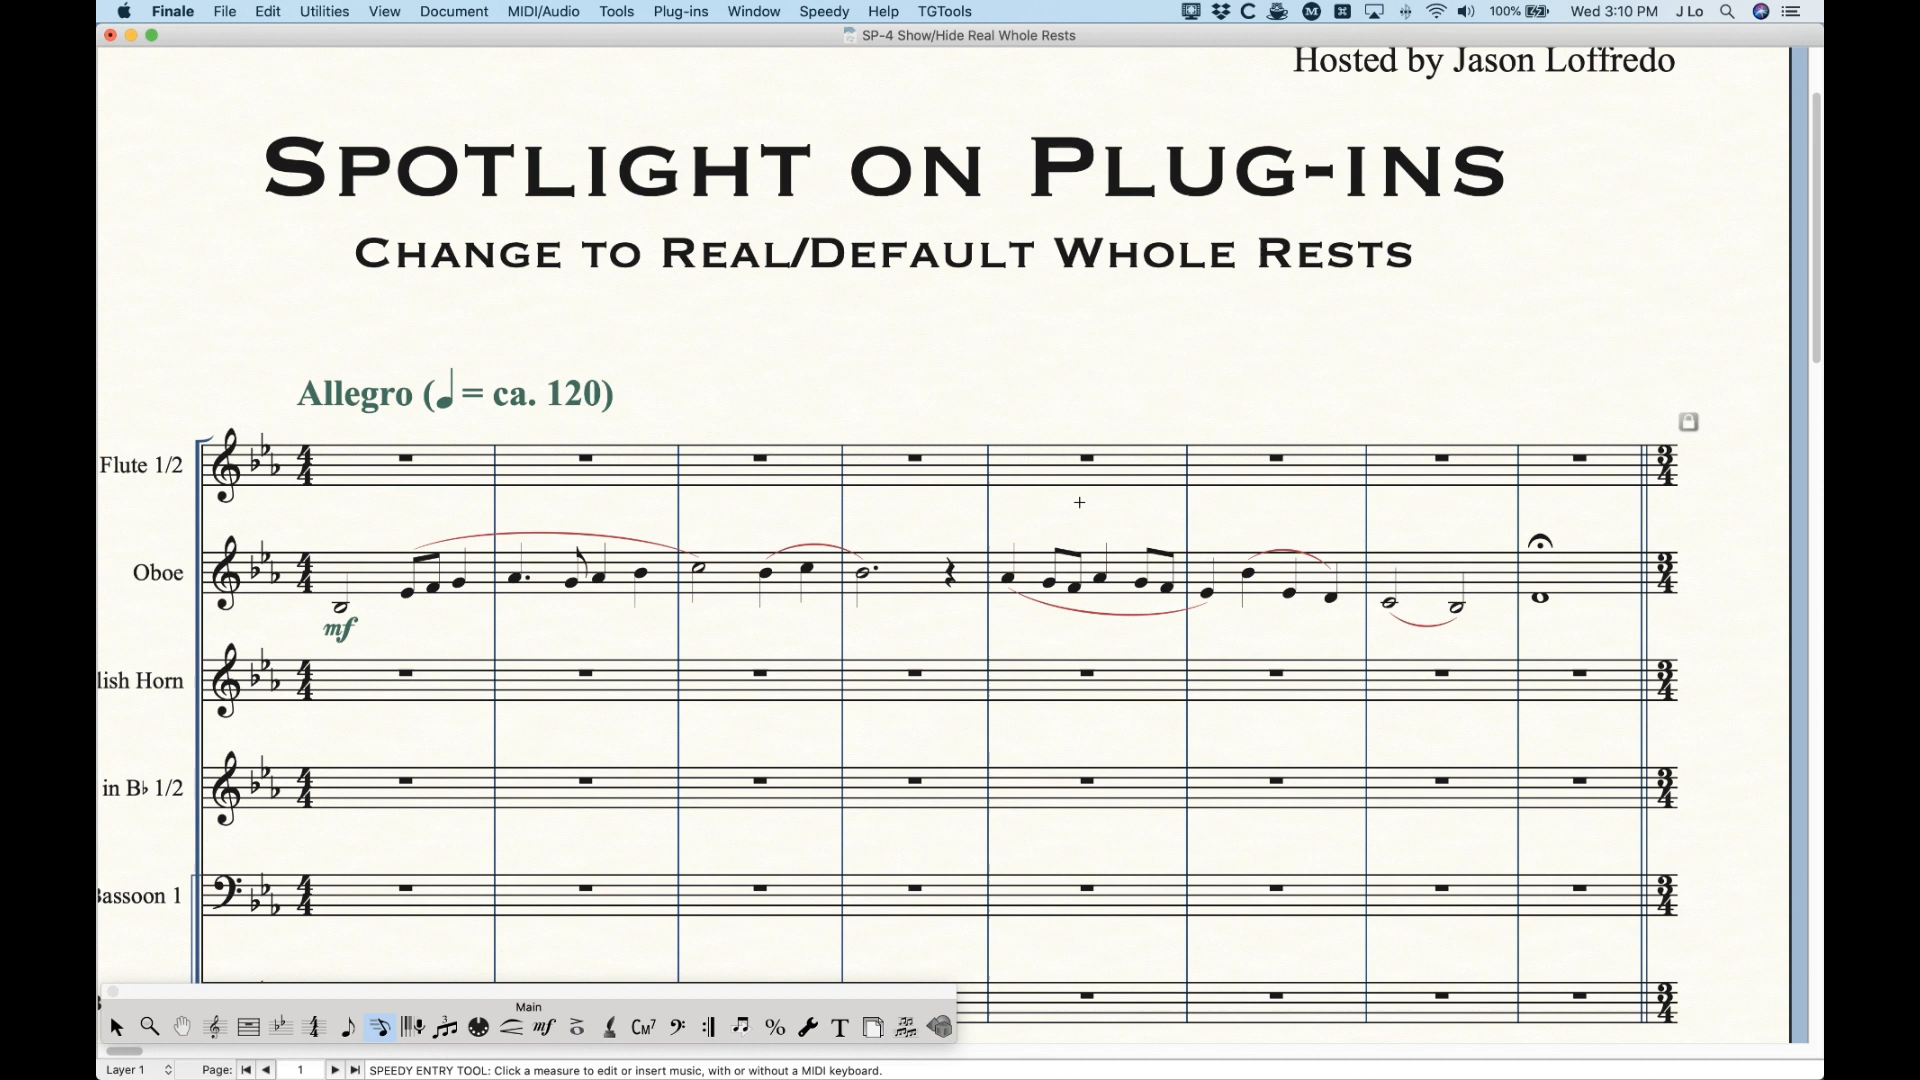 Finale File Edit Utilities View Document MIDI/Audio Tools Plug-ins Window Speedy Help TGTools 100% Wed 3:10 PM J Lo
SP-4 Show/Hide Real Whole Rests
Hosted by Jason Loffredo
SPOTLIGHT ON PLUG-INS
CHANGE TO REAL/DEFAULT WHOLE RESTS
Allegro (♩ = ca. 120)
Flute 1/2
Oboe
mf
lish Horn
in B♭ 1/2
Bassoon 1
Main
mf CM7 % T
Layer 1 Page: 1 SPEEDY ENTRY TOOL: Click a measure to edit or insert music, with or without a MIDI keyboard.